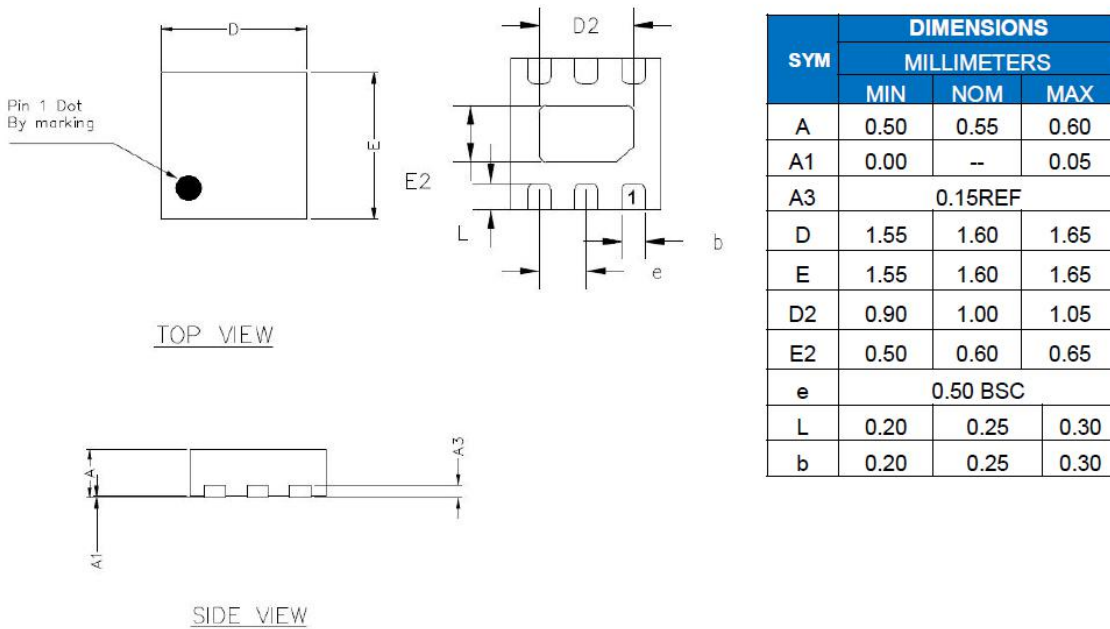 D
Pin 1 Dot
By marking
E
TOP VIEW
D2
E2
L
1
b
e
A
A3
A1
SIDE VIEW
SYM DIMENSIONS
MILLIMETERS
MIN NOM MAX
A 0.50 0.55 0.60
A1 0.00 -- 0.05
A3 0.15REF
D 1.55 1.60 1.65
E 1.55 1.60 1.65
D2 0.90 1.00 1.05
E2 0.50 0.60 0.65
e 0.50 BSC
L 0.20 0.25 0.30
b 0.20 0.25 0.30